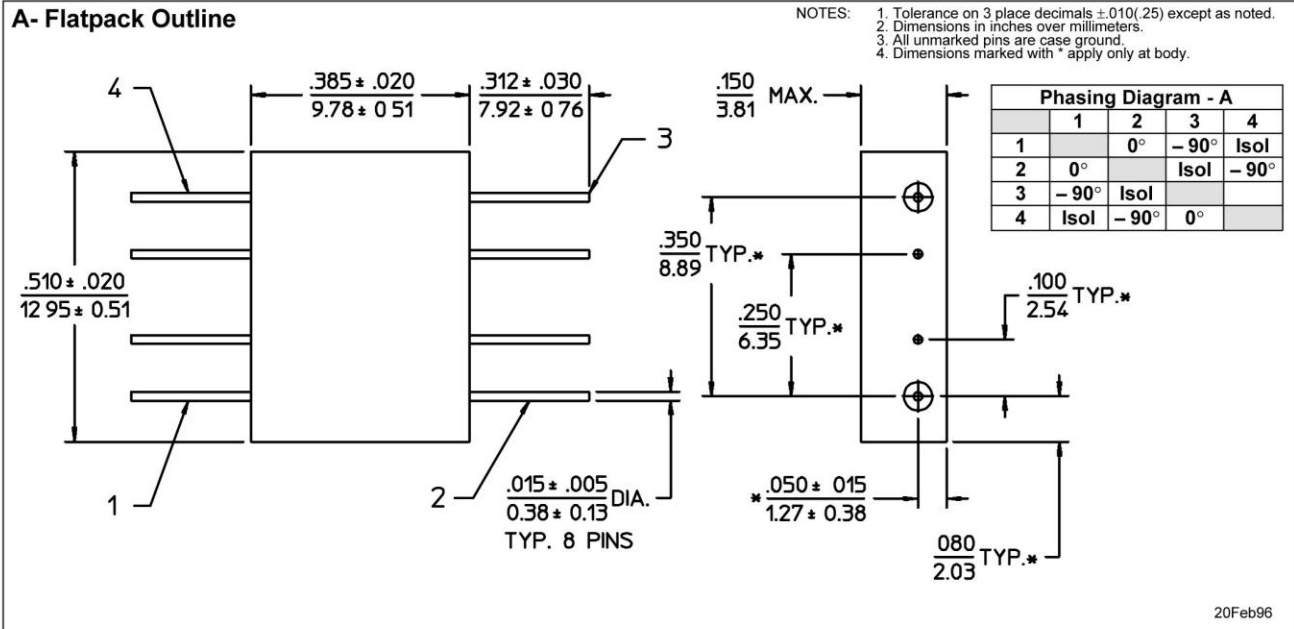 A- Flatpack Outline
NOTES: 1. Tolerance on 3 place decimals ±.010(.25) except as noted.
2. Dimensions in inches over millimeters.
3. All unmarked pins are case ground.
4. Dimensions marked with * apply only at body.
4
.385 ± .020
9.78 ± 0 51
.312 ± .030
7.92 ± 0 76
3
.150
3.81
MAX.
Phasing Diagram - A
1 2 3 4
1 0° – 90° Isol
2 0° Isol – 90°
3 – 90° Isol
4 Isol – 90° 0°
.510 ± .020
12 95 ± 0.51
.350
8.89
TYP.*
.250
6.35
TYP.*
.100
2.54
TYP.*
1
2
.015 ± .005
0.38 ± 0.13
DIA.
TYP. 8 PINS
* .050 ± 015
1.27 ± 0.38
080
2.03
TYP.*
20Feb96